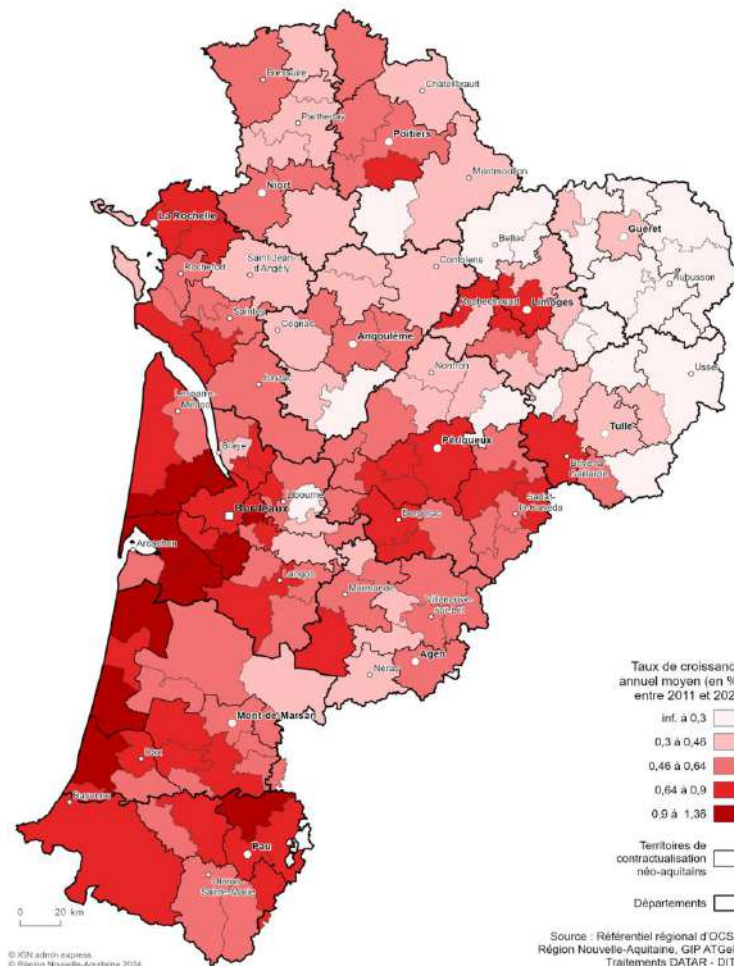 Bressuire
Châtellerault
Parthenay
Poitiers
Niort
Montmorillon
La Rochelle
Bellac
Guéret
Rochefort
Saint-Jean
d'Angély
Confolens
Aubusson
Saintes
Rochechouart
Limoges
Cognac
Angoulême
Ussel
Jonzac
Nontron
Lesparre-
Médoc
Tulle
Blaye
Périgueux
Brive-la-
Gaillarde
Libourne
Bordeaux
Sarlat-
la-Canéda
Bergerac
Arcachon
Langon
Marmande
Villeneuve-
sur-Lot
Agen
Nérac
Mont de Marsan
Dax
Bayonne
Pau
Oloron-
Sainte-Marie
Taux de croissanc
annuel moyen (en %
entre 2011 et 202
inf. à 0,3
0,3 à 0,46
0,46 à 0,64
0,64 à 0,9
0,9 à 1,36
Territoires de
contractualisation
néo-aquitains
Départements
0 20 km
Source : Référentiel régional d'OCS
Région Nouvelle-Aquitaine, GIP ATGeR
Traitements DATAR - DIT
© IGN admin express
© Région Nouvelle-Aquitaine 2024